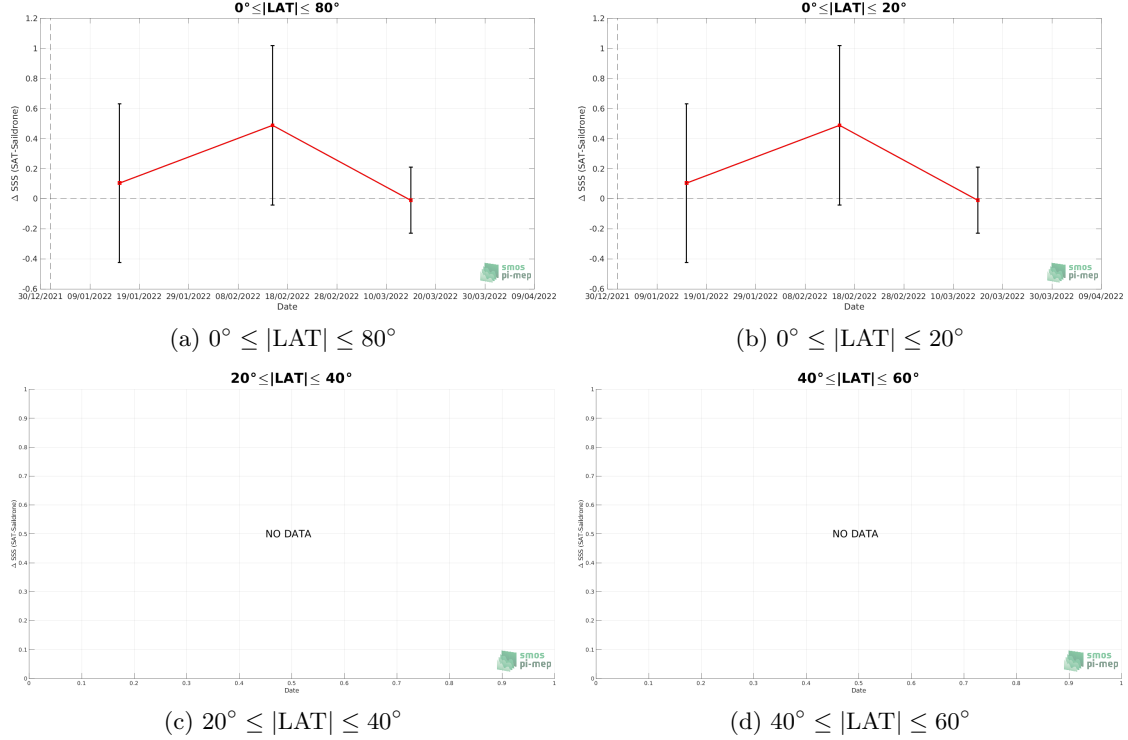 0°≤|LAT|≤ 80°
1.2
1
0.8
0.6
0.4
0.2
0
-0.2
-0.4
-0.6
Δ SSS (SAT-Saildrone)
30/12/2021 09/01/2022 19/01/2022 29/01/2022 08/02/2022 18/02/2022 28/02/2022 10/03/2022 20/03/2022 30/03/2022 09/04/2022
Date
smos
pi-mep
(a) 0° ≤ |LAT| ≤ 80°
0°≤|LAT|≤ 20°
1.2
1
0.8
0.6
0.4
0.2
0
-0.2
-0.4
-0.6
Δ SSS (SAT-Saildrone)
30/12/2021 09/01/2022 19/01/2022 29/01/2022 08/02/2022 18/02/2022 28/02/2022 10/03/2022 20/03/2022 30/03/2022 09/04/2022
Date
smos
pi-mep
(b) 0° ≤ |LAT| ≤ 20°
20°≤|LAT|≤ 40°
1
0.9
0.8
0.7
0.6
0.5
0.4
0.3
0.2
0.1
0
Δ SSS (SAT-Saildrone)
NO DATA
0 0.1 0.2 0.3 0.4 0.5 0.6 0.7 0.8 0.9 1
Date
smos
pi-mep
(c) 20° ≤ |LAT| ≤ 40°
40°≤|LAT|≤ 60°
1
0.9
0.8
0.7
0.6
0.5
0.4
0.3
0.2
0.1
0
Δ SSS (SAT-Saildrone)
NO DATA
0 0.1 0.2 0.3 0.4 0.5 0.6 0.7 0.8 0.9 1
Date
smos
pi-mep
(d) 40° ≤ |LAT| ≤ 60°